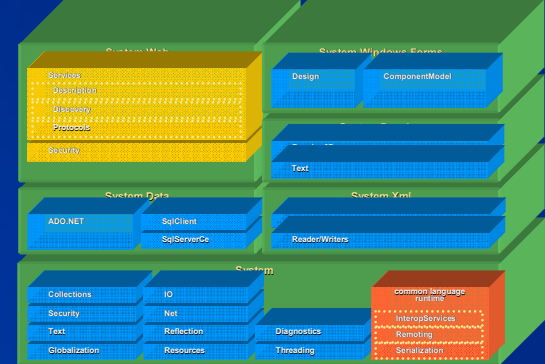 System Web
Services
Description
Discovery
Protocols
Security
System Windows Forms
Design
ComponentModel
Text
System Data
ADO.NET
SqlClient
SqlServerCe
System Xml
Reader/Writers
System
Collections
IO
Security
Net
Text
Reflection
Diagnostics
Globalization
Resources
Threading
common language
runtime
InteropServices
Remoting
Serialization